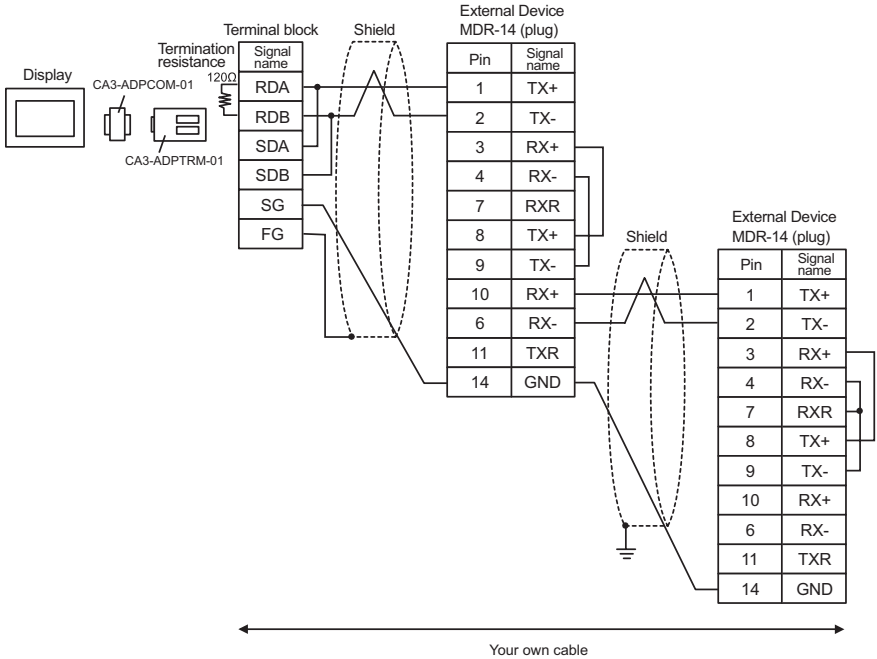 Display
CA3-ADPCOM-01
CA3-ADPTRM-01
Termination
resistance
120Ω
Terminal block
Signal
name
RDA
RDB
SDA
SDB
SG
FG
Shield
External Device
MDR-14 (plug)
Pin Signal
name
1 TX+
2 TX-
3 RX+
4 RX-
7 RXR
8 TX+
9 TX-
10 RX+
6 RX-
11 TXR
14 GND
Shield
External Device
MDR-14 (plug)
Pin Signal
name
1 TX+
2 TX-
3 RX+
4 RX-
7 RXR
8 TX+
9 TX-
10 RX+
6 RX-
11 TXR
14 GND
Your own cable